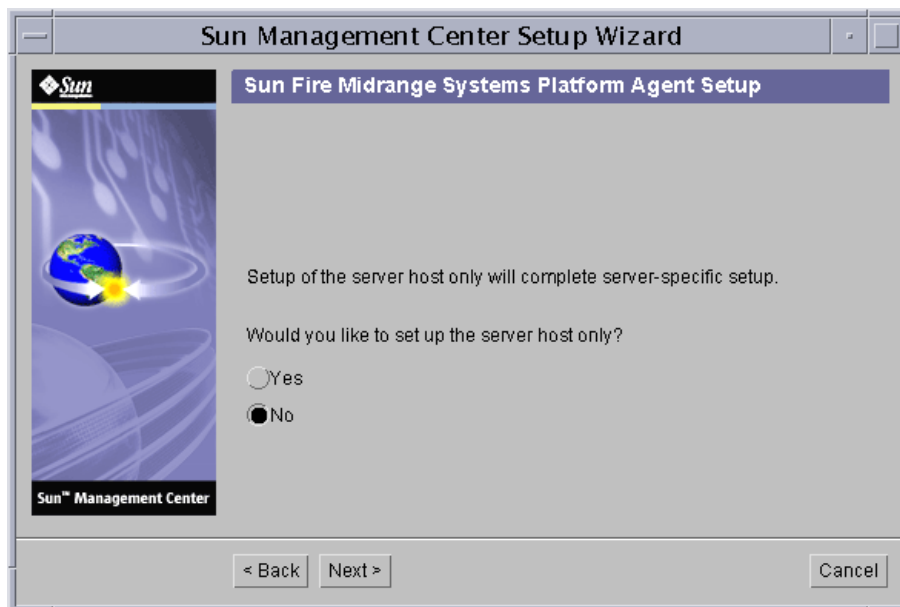 Sun Management Center Setup Wizard
Sun
Sun Fire Midrange Systems Platform Agent Setup
Setup of the server host only will complete server-specific setup.
Would you like to set up the server host only?
Yes
No
Sun™ Management Center
< Back Next > Cancel